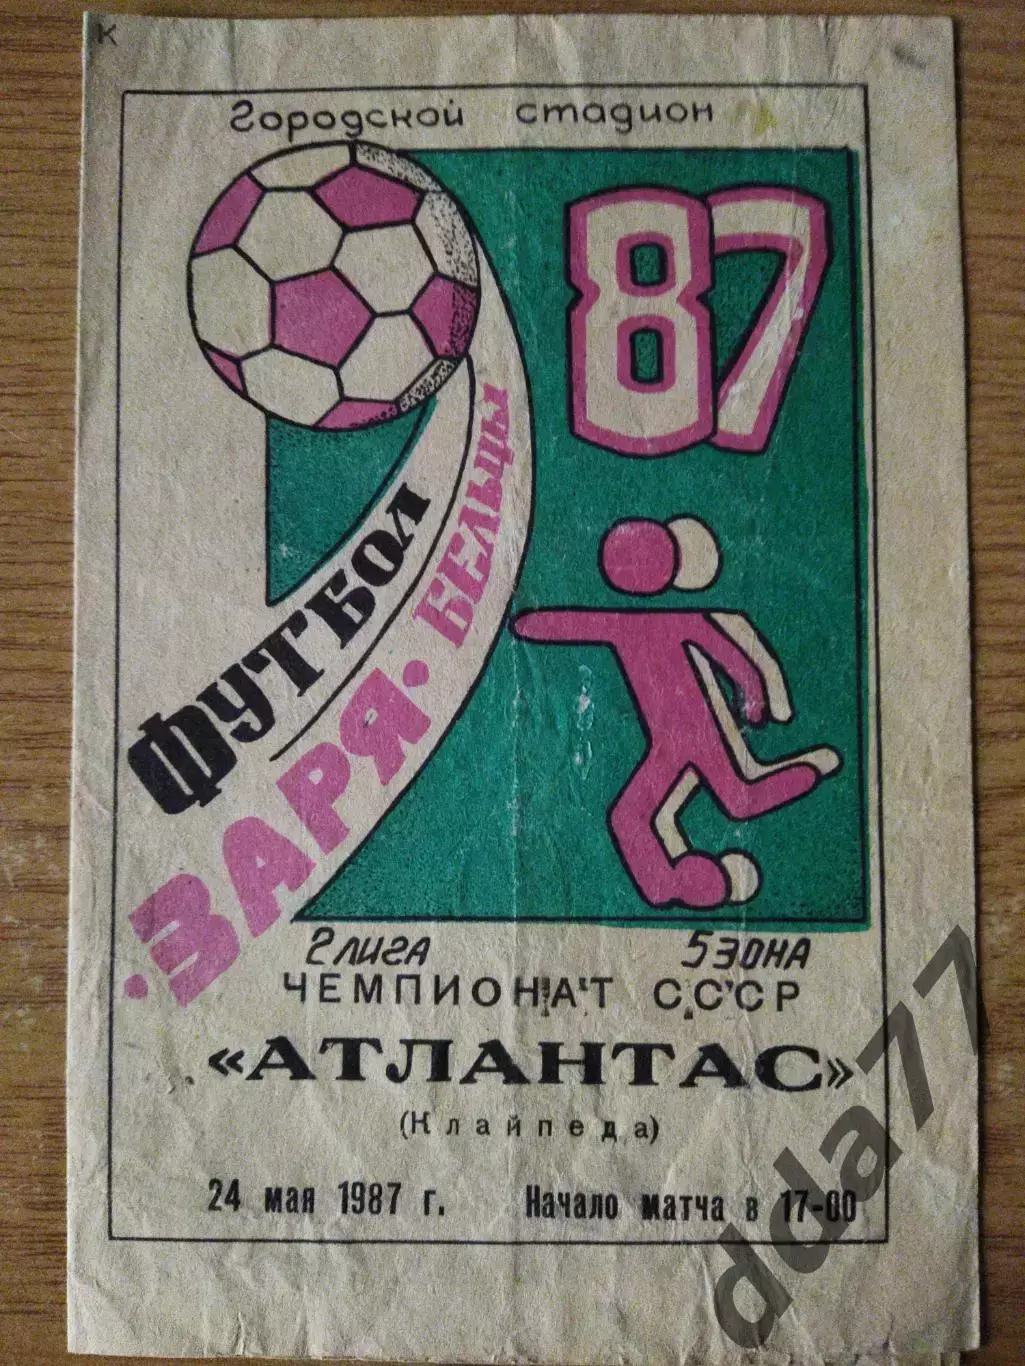 К
Городской стадион
87
ФУТБОЛ
•ЗАРЯ• БЕЛЬЦЫ
2 ЛИГА 5 ЗОНА
ЧЕМПИОНАТ СССР
«АТЛАНТАС»
(Клайпеда)
24 мая 1987 г. Начало матча в 17-00
dda77